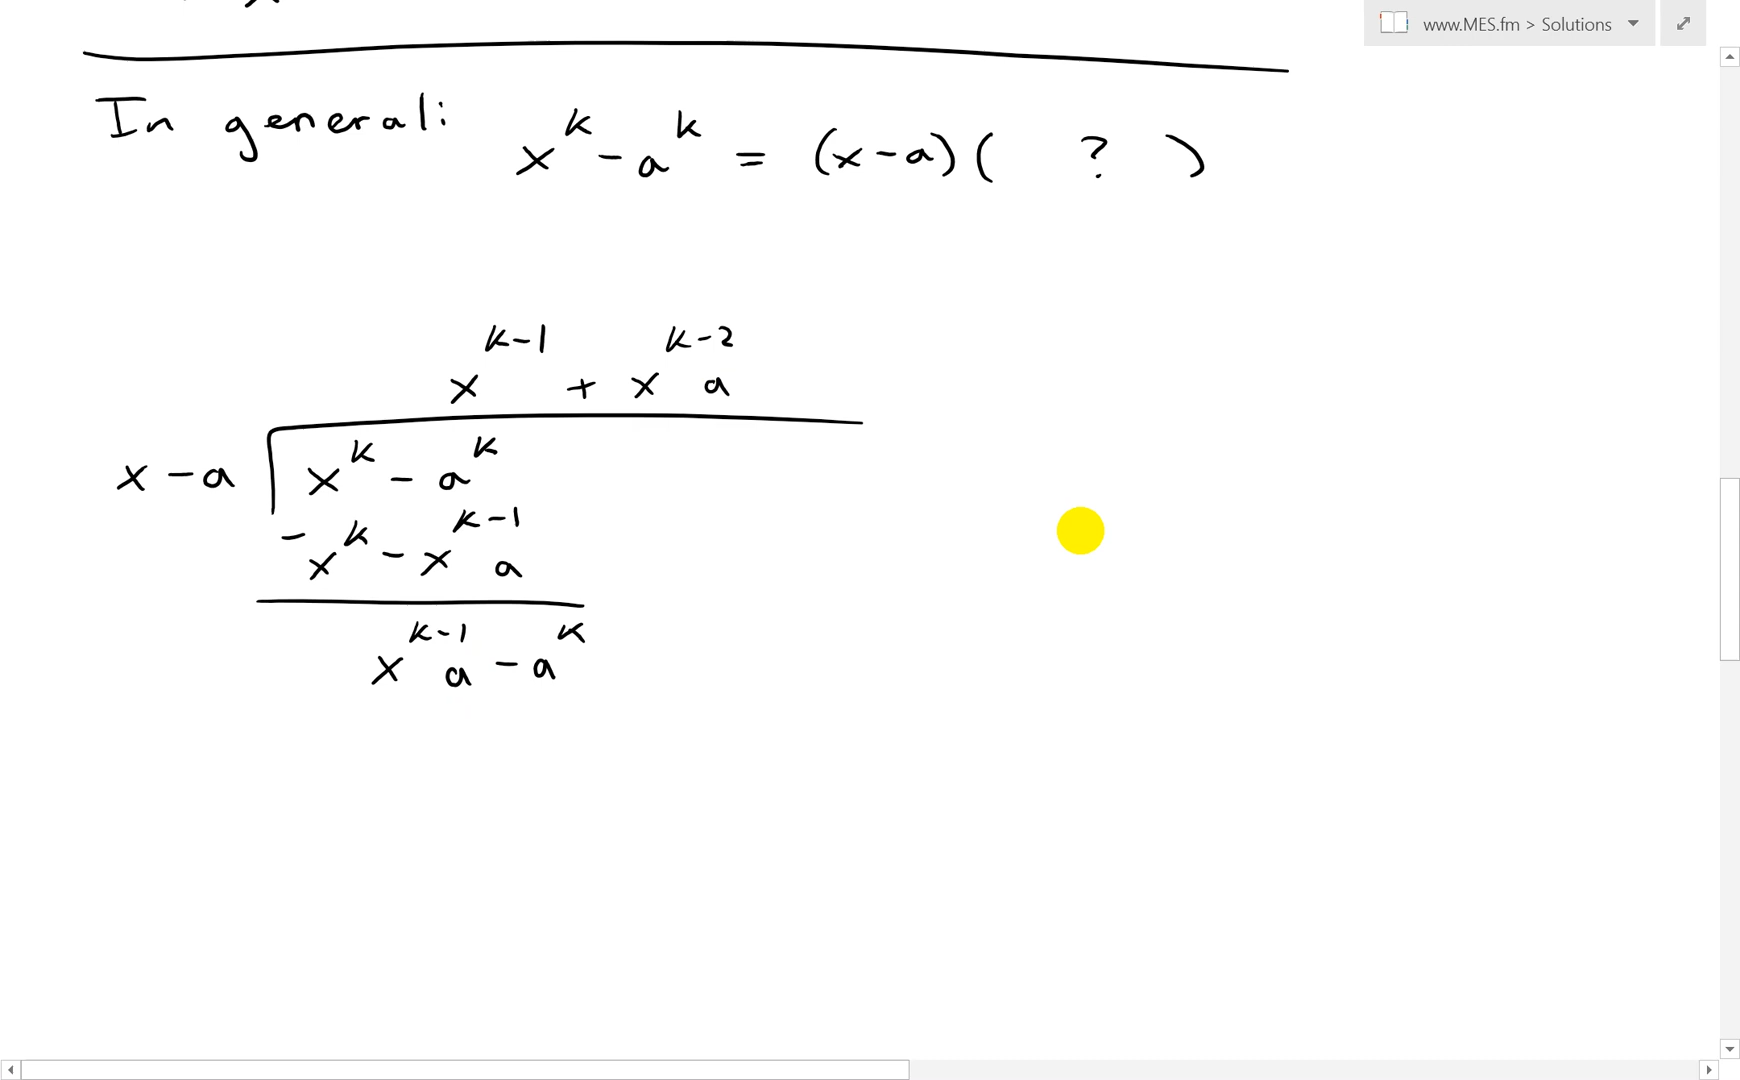 www.MES.fm > Solutions
In general: x^k - a^k = (x-a)( ? )
x^{k-1} + x^{k-2} a
x - a | x^k - a^k
- x^k - x^{k-1} a
x^{k-1} a - a^k